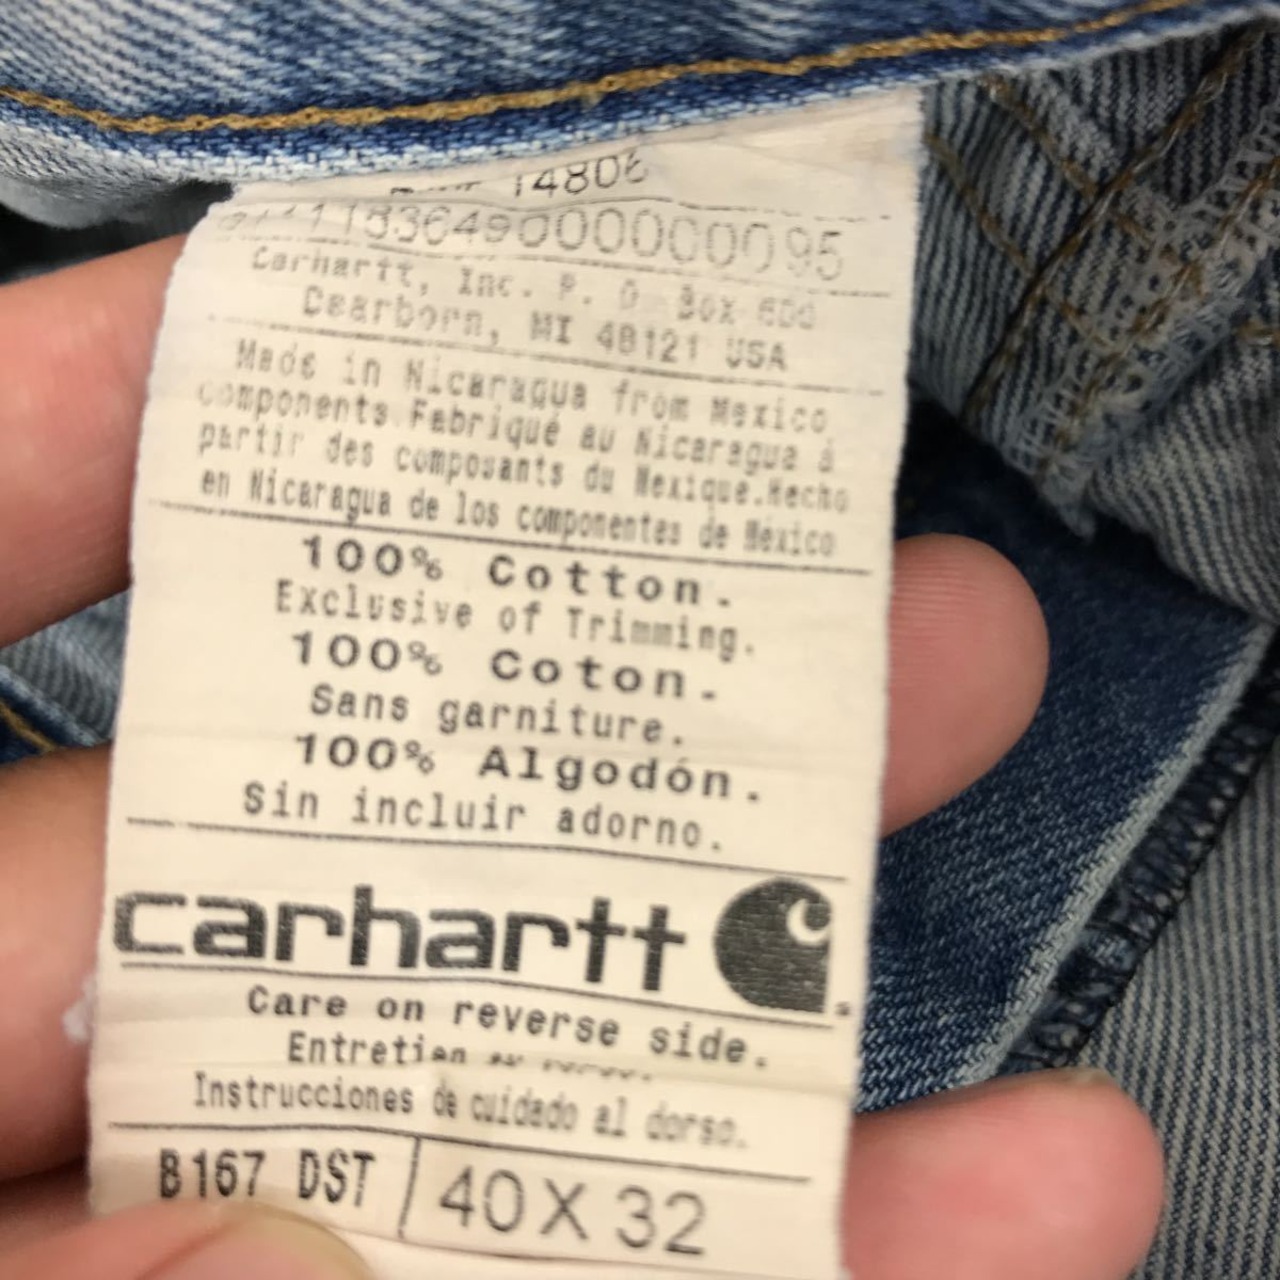 14806
Carhartt, Inc. P. O. Box 600
Dearborn, MI 48121 USA
Made in Nicaragua from Mexico
components Fabriqué au Nicaragua à
partir des composants du Mexique. Hecho
en Nicaragua de los componentes de Mexico
100% Cotton.
Exclusive of Trimming.
100% Coton.
Sans garniture.
100% Algodón.
Sin incluir adorno.
carhartt
Care on reverse side.
Entretien
Instrucciones de cuidado al dorso.
B167 DST 40 X 32